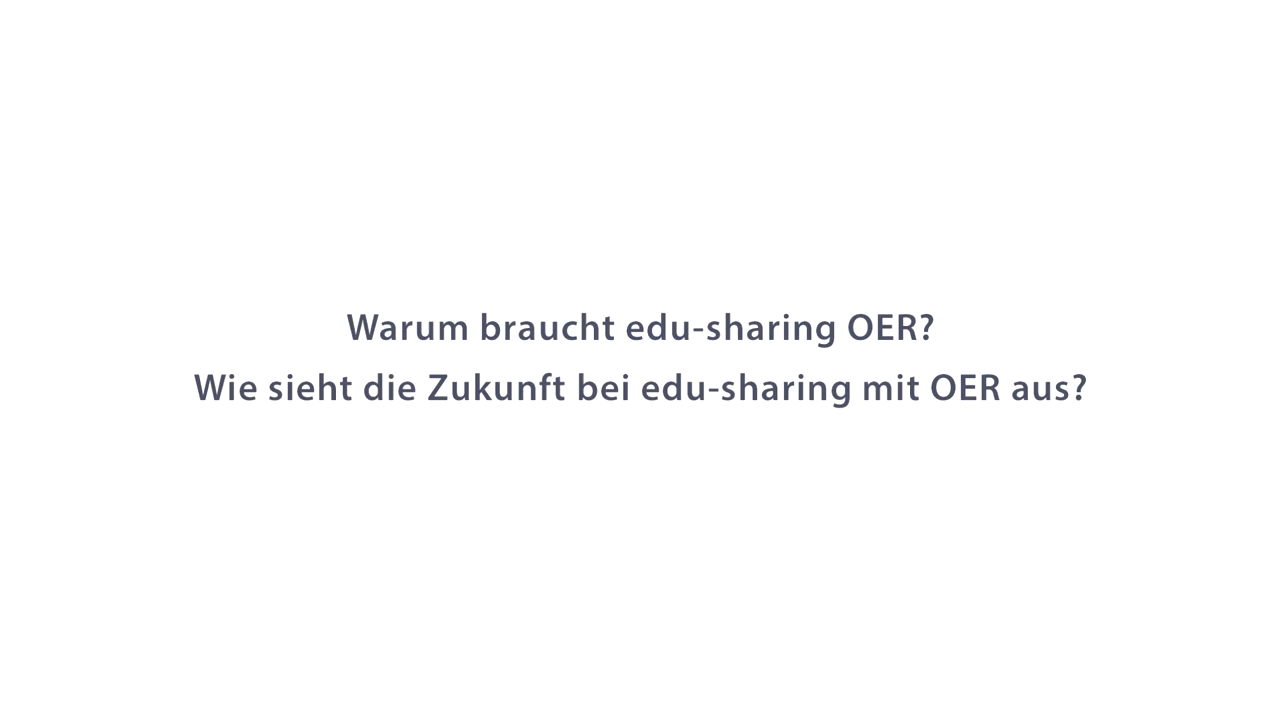 Warum braucht edu-sharing OER?
Wie sieht die Zukunft bei edu-sharing mit OER aus?